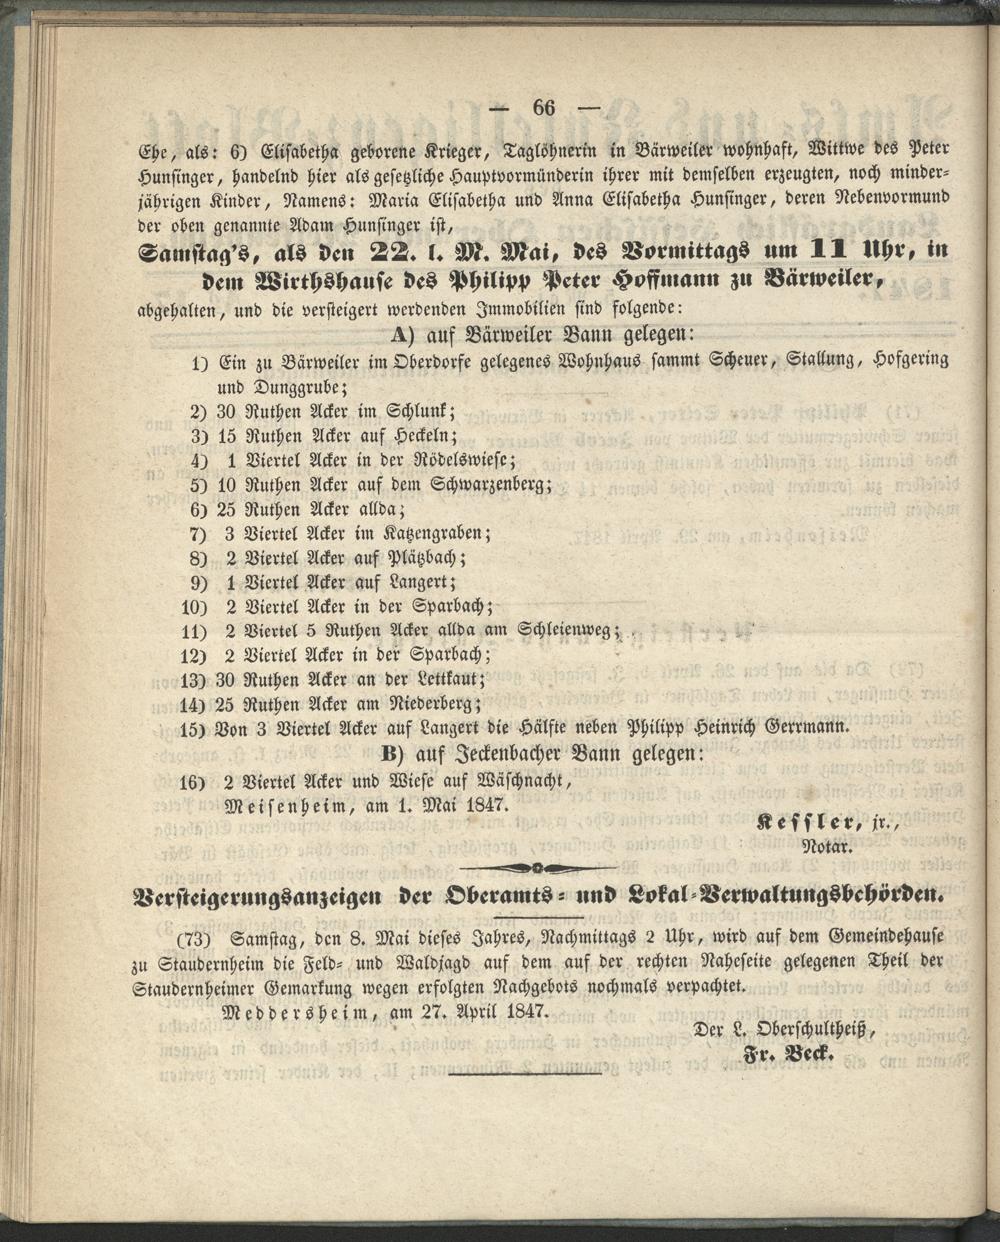 — 66 —
Ehe, als: 6) Elisabetha geborene Krieger, Taglöhnerin in Bärweiler wohnhaft, Wittwe des Peter
Hunsinger, handelnd hier als gesetzliche Hauptvormünderin ihrer mit demselben erzeugten, noch minder-
jährigen Kinder, Namens: Maria Elisabetha und Anna Elisabetha Hunsinger, deren Nebenvormund
der oben genannte Adam Hunsinger ist,
Samstag's, als den 22. l. M. Mai, des Vormittags um 11 Uhr, in
dem Wirthshause des Philipp Peter Hoffmann zu Bärweiler,
abgehalten, und die versteigert werdenden Immobilien sind folgende:
A) auf Bärweiler Bann gelegen:
1) Ein zu Bärweiler im Oberdorfe gelegenes Wohnhaus sammt Scheuer, Stallung, Hofgering
und Dunggrube;
2) 30 Ruthen Acker im Schlunk;
3) 15 Ruthen Acker auf Heckeln;
4) 1 Viertel Acker in der Rödelswiese;
5) 10 Ruthen Acker auf dem Schwarzenberg;
6) 25 Ruthen Acker allda;
7) 3 Viertel Acker im Katzengraben;
8) 2 Viertel Acker auf Plätzbach;
9) 1 Viertel Acker auf Langert;
10) 2 Viertel Acker in der Sparbach;
11) 2 Viertel 5 Ruthen Acker allda am Schleienweg;
12) 2 Viertel Acker in der Sparbach;
13) 30 Ruthen Acker an der Lettkaut;
14) 25 Ruthen Acker am Niederberg;
15) Von 3 Viertel Acker auf Langert die Hälfte neben Philipp Heinrich Gerrmann.
B) auf Jeckenbacher Bann gelegen:
16) 2 Viertel Acker und Wiese auf Wäschnacht,
Meisenheim, am 1. Mai 1847.
Kessler, jr.,
Notar.
Versteigerungsanzeigen der Oberamts- und Lokal-Verwaltungsbehörden.
(73) Samstag, den 8. Mai dieses Jahres, Nachmittags 2 Uhr, wird auf dem Gemeindehause
zu Staudernheim die Feld- und Waldjagd auf dem auf der rechten Naheseite gelegenen Theil der
Staudernheimer Gemarkung wegen erfolgten Nachgebots nochmals verpachtet.
Meddersheim, am 27. April 1847.
Der L. Oberschultheiß,
Fr. Beck.